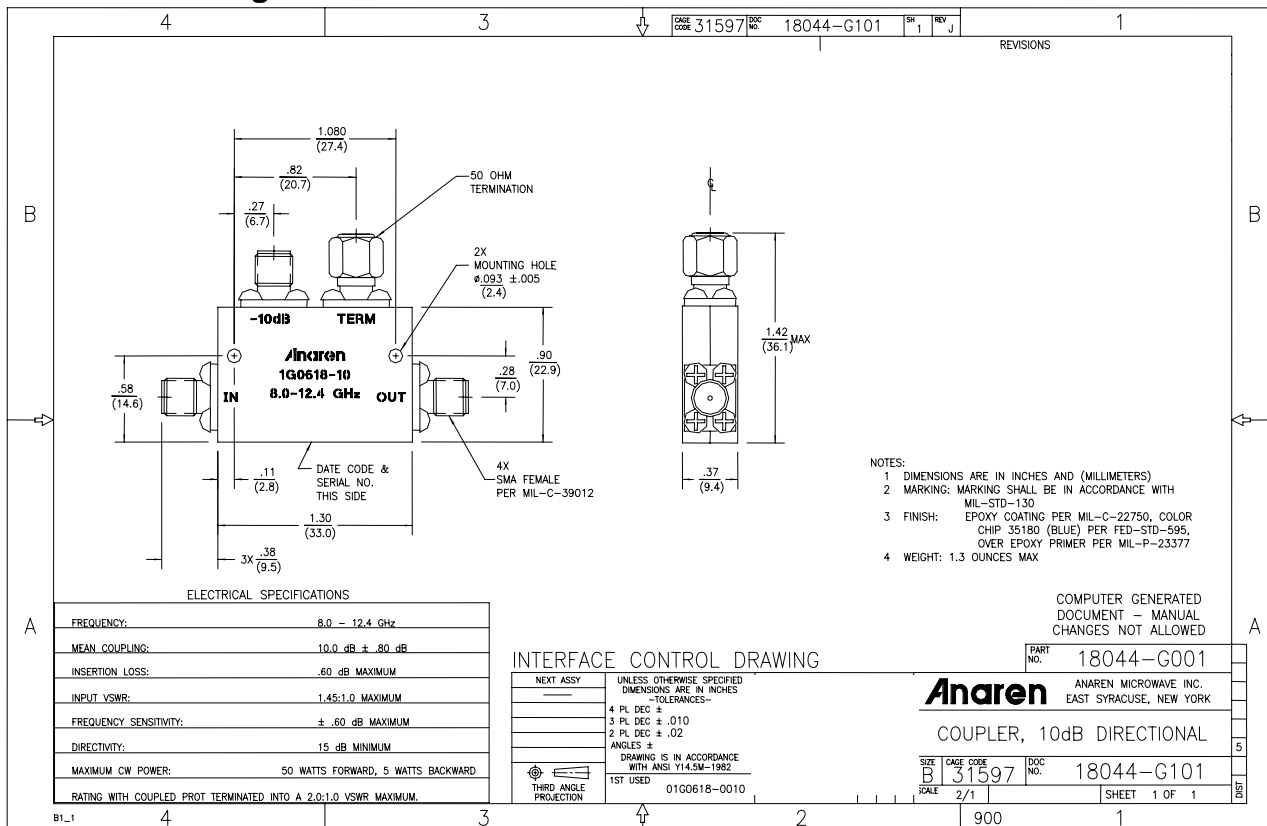 4
3
CAGE CODE 31597 DOC NO. 18044-G101 SH 1 REV J
1
REVISIONS
1.080
(27.4)
.82
(20.7)
.27
(6.7)
50 OHM
TERMINATION
2X
MOUNTING HOLE
ø.093 ±.005
(2.4)
-10dB TERM
Anaren
1G0618-10
8.0-12.4 GHz
IN
OUT
.58
(14.6)
.28
(7.0)
.90
(22.9)
.11
(2.8)
DATE CODE &
SERIAL NO.
THIS SIDE
4X
SMA FEMALE
PER MIL-C-39012
1.30
(33.0)
3X .38
(9.5)
℄
1.42 MAX
(36.1)
.37
(9.4)
B
B
NOTES:
1 DIMENSIONS ARE IN INCHES AND (MILLIMETERS)
2 MARKING: MARKING SHALL BE IN ACCORDANCE WITH
MIL-STD-130
3 FINISH: EPOXY COATING PER MIL-C-22750, COLOR
CHIP 35180 (BLUE) PER FED-STD-595,
OVER EPOXY PRIMER PER MIL-P-23377
4 WEIGHT: 1.3 OUNCES MAX
A
A
ELECTRICAL SPECIFICATIONS
FREQUENCY: 8.0 - 12.4 GHz
MEAN COUPLING: 10.0 dB ± .80 dB
INSERTION LOSS: .60 dB MAXIMUM
INPUT VSWR: 1.45:1.0 MAXIMUM
FREQUENCY SENSITIVITY: ± .60 dB MAXIMUM
DIRECTIVITY: 15 dB MINIMUM
MAXIMUM CW POWER: 50 WATTS FORWARD, 5 WATTS BACKWARD
RATING WITH COUPLED PROT TERMINATED INTO A 2.0:1.0 VSWR MAXIMUM.
COMPUTER GENERATED
DOCUMENT - MANUAL
CHANGES NOT ALLOWED
INTERFACE CONTROL DRAWING
NEXT ASSY
UNLESS OTHERWISE SPECIFIED
DIMENSIONS ARE IN INCHES
-TOLERANCES-
4 PL DEC ±
3 PL DEC ± .010
2 PL DEC ± .02
ANGLES ±
DRAWING IS IN ACCORDANCE
WITH ANSI Y14.5M-1982
THIRD ANGLE
PROJECTION
1ST USED
01G0618-0010
PART NO. 18044-G001
Anaren
ANAREN MICROWAVE INC.
EAST SYRACUSE, NEW YORK
COUPLER, 10dB DIRECTIONAL
SIZE B CAGE CODE 31597 DOC NO. 18044-G101
SCALE 2/1 SHEET 1 OF 1
5
DIST
B1_1
4
3
2
900
1